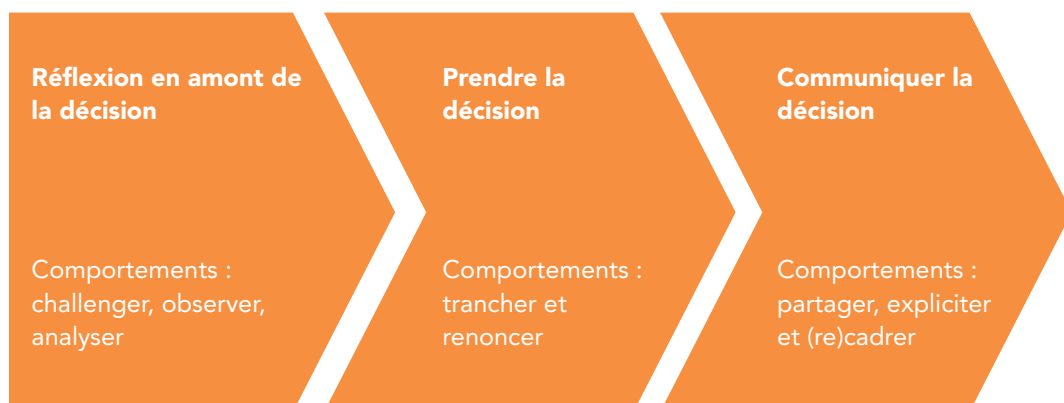 Réflexion en amont de
la décision
Comportements :
challenger, observer,
analyser
Prendre la
décision
Comportements :
trancher et
renoncer
Communiquer la
décision
Comportements :
partager, expliciter
et (re)cadrer